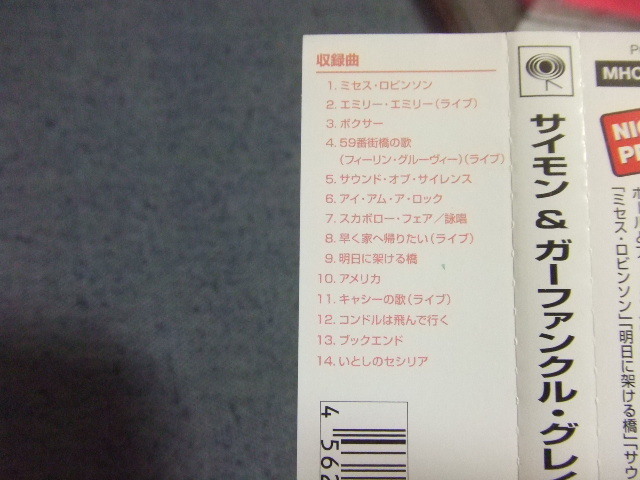 収録曲
1. ミセス・ロビンソン
2. エミリー・エミリー(ライブ)
3. ボクサー
4. 59番街橋の歌
(フィーリン・グルーヴィー)(ライブ)
5. サウンド・オブ・サイレンス
6. アイ・アム・ア・ロック
7. スカボロー・フェア／詠唱
8. 早く家へ帰りたい(ライブ)
9. 明日に架ける橋
10. アメリカ
11. キャシーの歌(ライブ)
12. コンドルは飛んで行く
13. ブックエンド
14. いとしのセシリア
4 562
サイモン & ガーファンクル・グレイ
MHC
NIC
PR
「ミセス・ロビンソン」「明日に架ける橋」「サウ